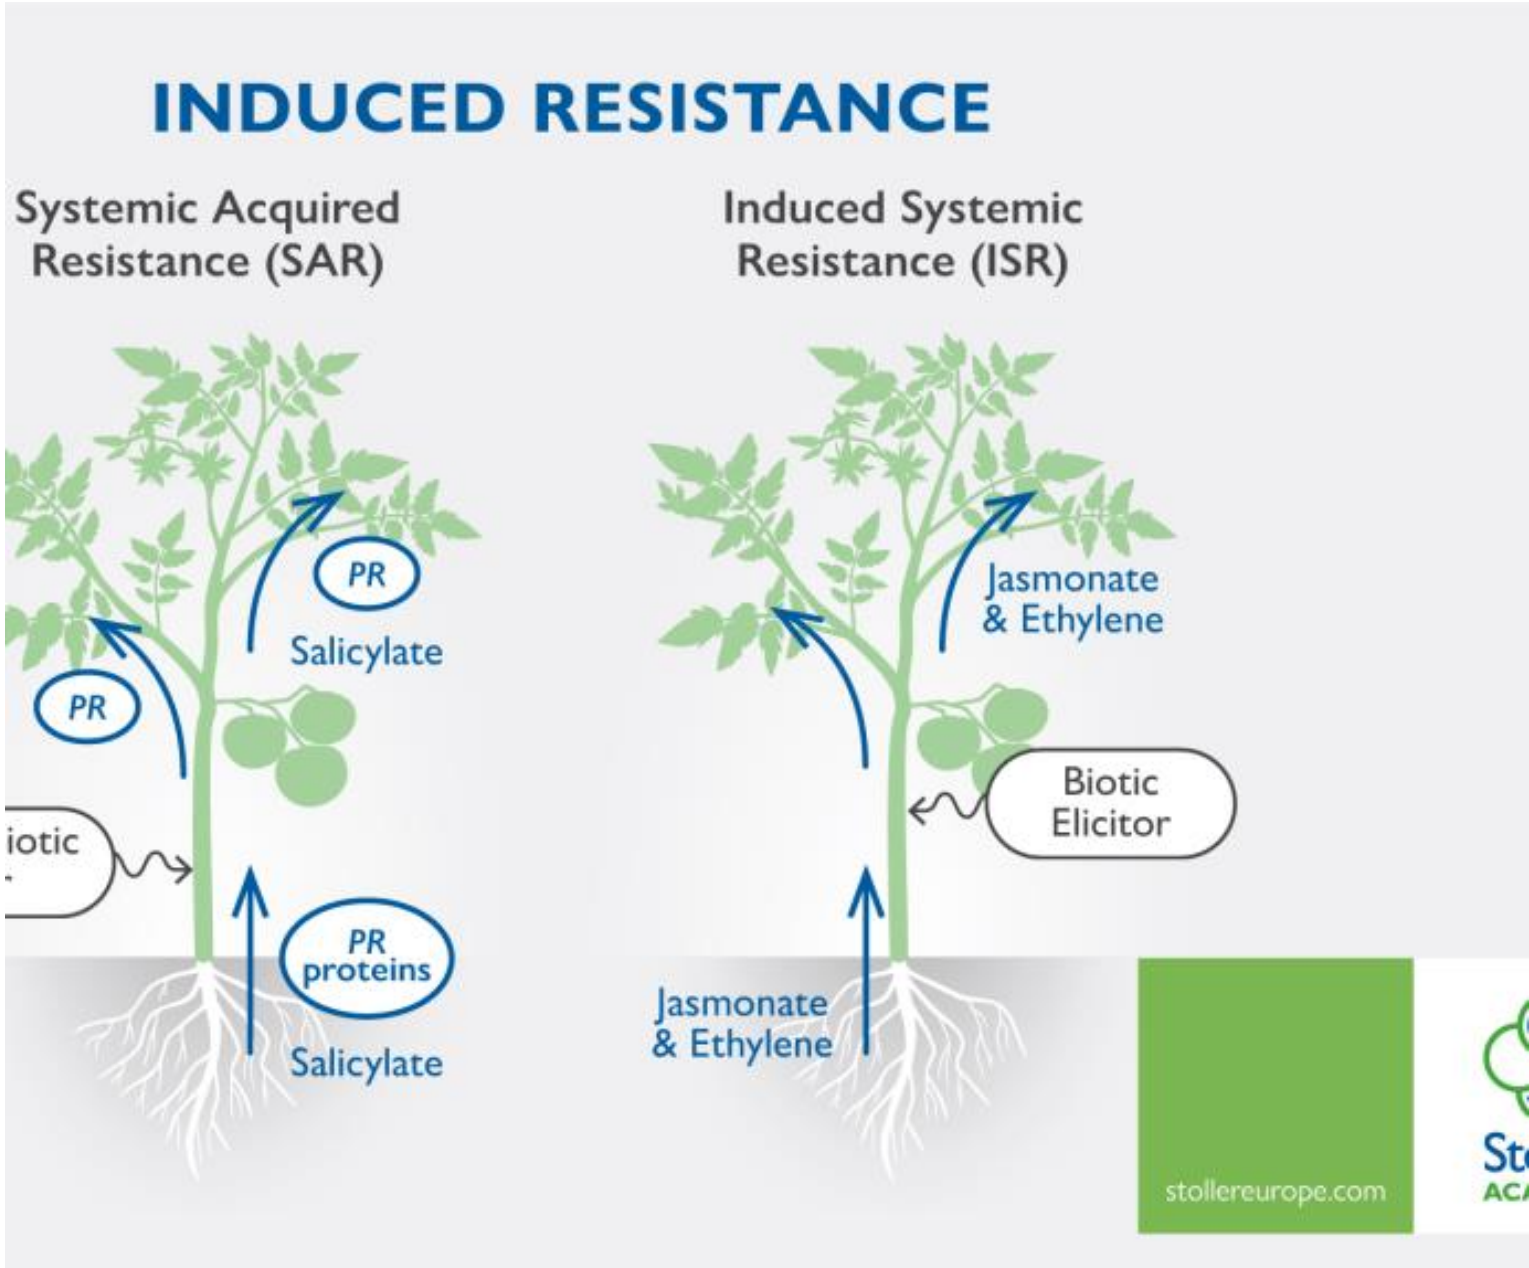 INDUCED RESISTANCE
Systemic Acquired
Resistance (SAR)
Induced Systemic
Resistance (ISR)
PR
Salicylate
PR
iotic
PR
proteins
Salicylate
Jasmonate
& Ethylene
Biotic
Elicitor
Jasmonate
& Ethylene
stollereurope.com